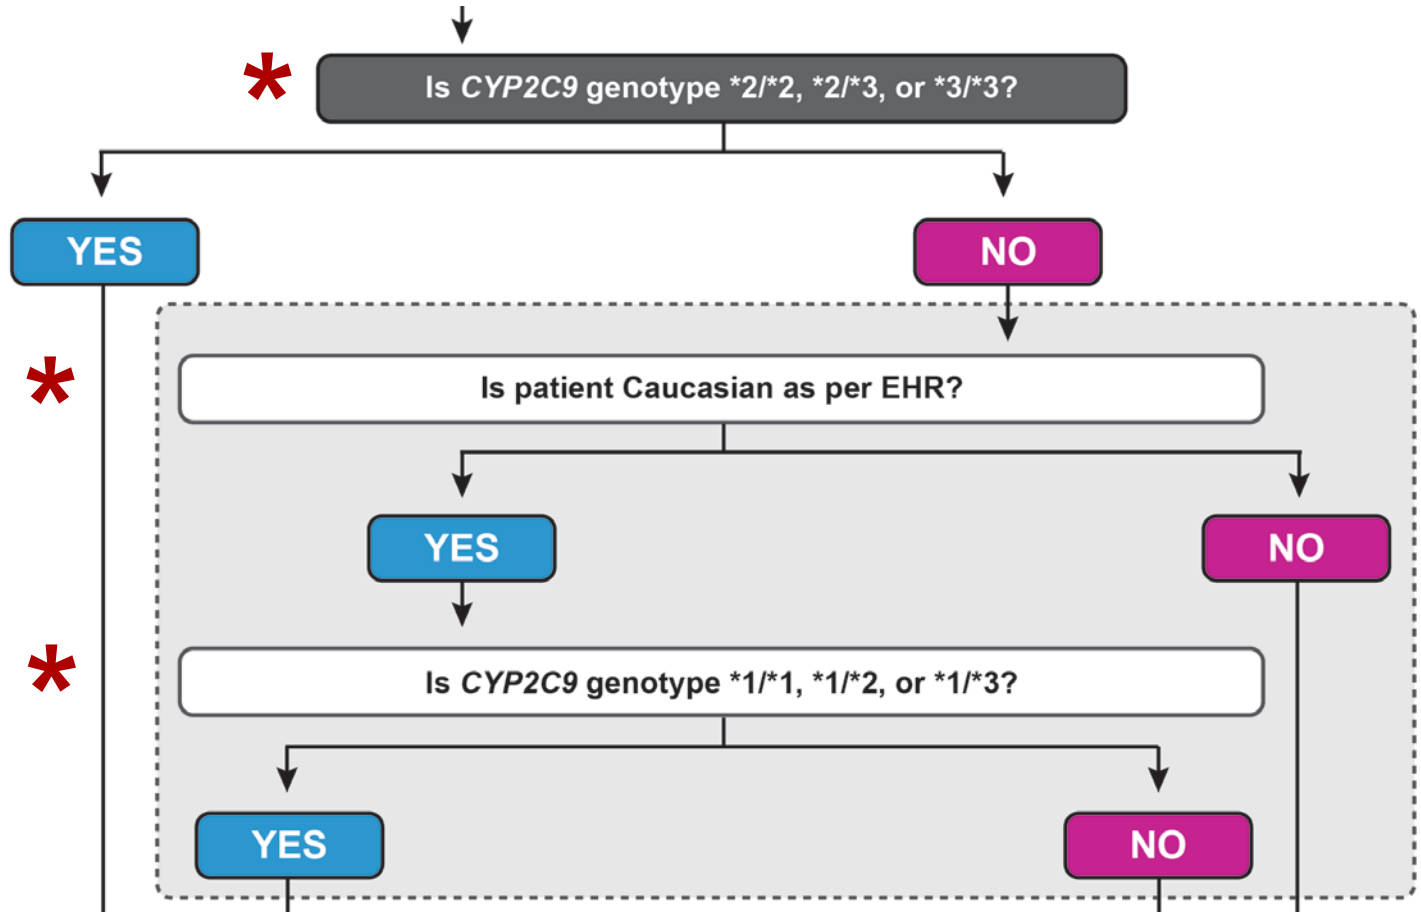 *
Is CYP2C9 genotype *2/*2, *2/*3, or *3/*3?
YES
NO
*
Is patient Caucasian as per EHR?
YES
NO
*
Is CYP2C9 genotype *1/*1, *1/*2, or *1/*3?
YES
NO